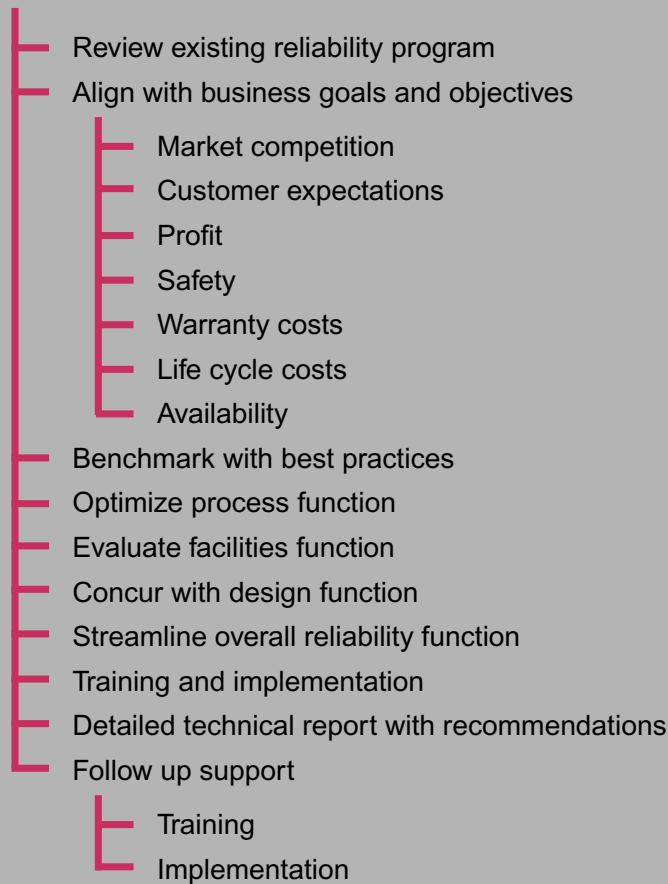 Review existing reliability program
Align with business goals and objectives
Market competition
Customer expectations
Profit
Safety
Warranty costs
Life cycle costs
Availability
Benchmark with best practices
Optimize process function
Evaluate facilities function
Concur with design function
Streamline overall reliability function
Training and implementation
Detailed technical report with recommendations
Follow up support
Training
Implementation